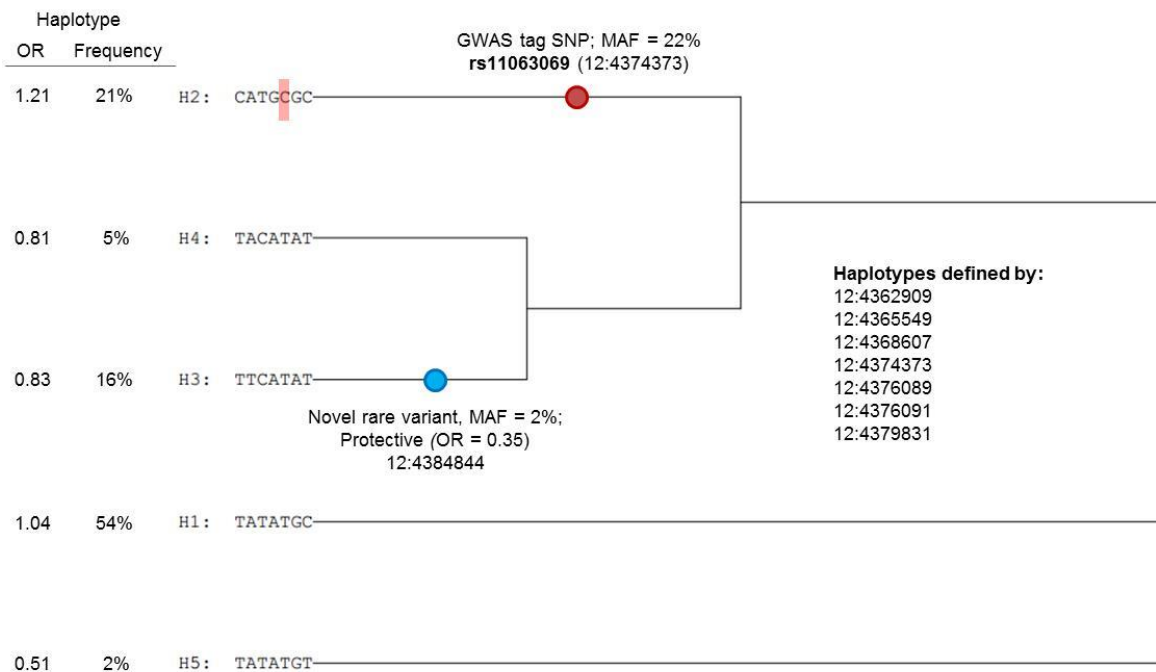 Haplotype
OR Frequency
GWAS tag SNP; MAF = 22%
rs11063069 (12:4374373)
1.21 21% H2: CATGCGC
0.81 5% H4: TACATAT
Haplotypes defined by:
12:4362909
12:4365549
12:4368607
12:4374373
12:4376089
12:4376091
12:4379831
0.83 16% H3: TTCATAT
Novel rare variant, MAF = 2%;
Protective (OR = 0.35)
12:4384844
1.04 54% H1: TATATGC
0.51 2% H5: TATATGT